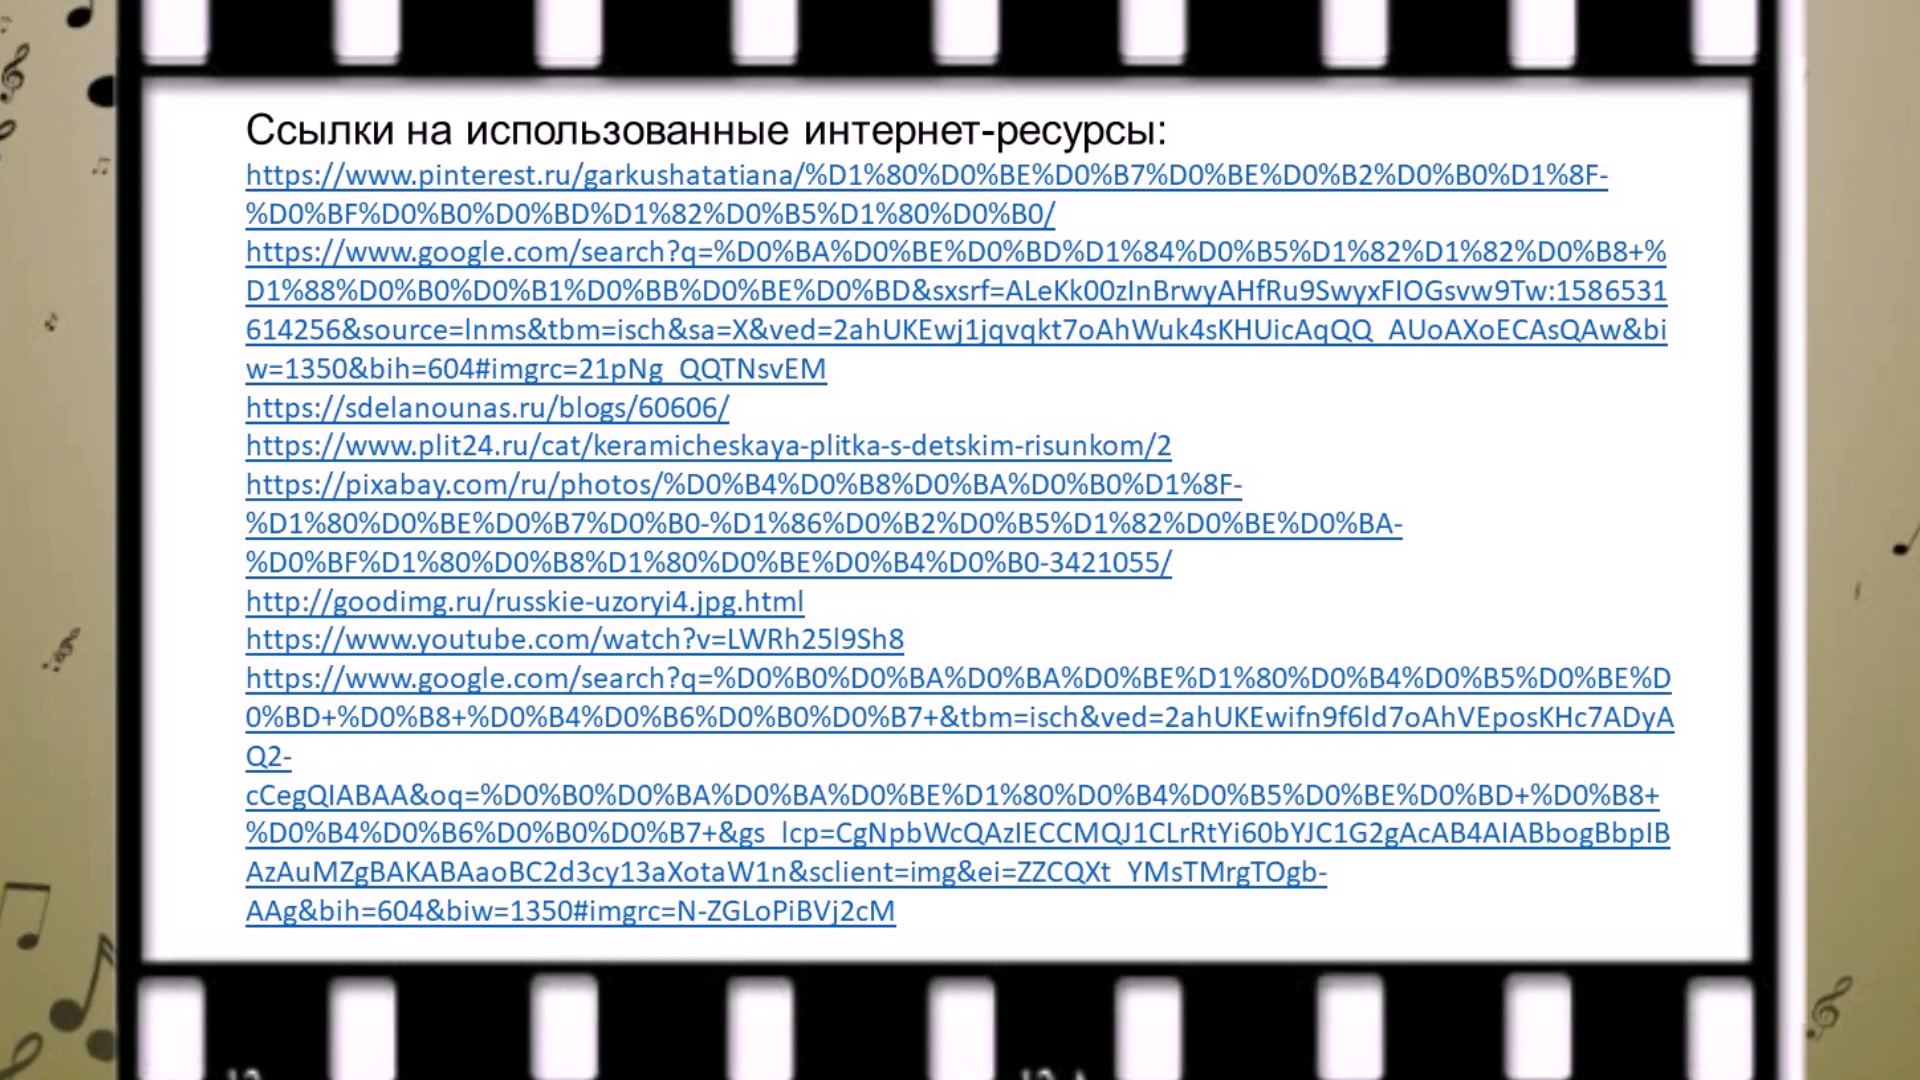 Ссылки на использованные интернет-ресурсы:
https://www.pinterest.ru/garkushatatiana/%D1%80%D0%BE%D0%B7%D0%BE%D0%B2%D0%B0%D1%8F-
%D0%BF%D0%B0%D0%BD%D1%82%D0%B5%D1%80%D0%B0/
https://www.google.com/search?q=%D0%BA%D0%BE%D0%BD%D1%84%D0%B5%D1%82%D1%82%D0%B8+%
D1%88%D0%B0%D0%B1%D0%BB%D0%BE%D0%BD&sxsrf=ALeKk00zInBrwyAHfRu9SwyxFIOGsvw9Tw:1586531
614256&source=lnms&tbm=isch&sa=X&ved=2ahUKEwj1jqvqkt7oAhWuk4sKHUicAqQQ_AUoAXoECAsQAw&bi
w=1350&bih=604#imgrc=21pNg_QQTNsvEM
https://sdelanounas.ru/blogs/60606/
https://www.plit24.ru/cat/keramicheskaya-plitka-s-detskim-risunkom/2
https://pixabay.com/ru/photos/%D0%B4%D0%B8%D0%BA%D0%B0%D1%8F-
%D1%80%D0%BE%D0%B7%D0%B0-%D1%86%D0%B2%D0%B5%D1%82%D0%BE%D0%BA-
%D0%BF%D1%80%D0%B8%D1%80%D0%BE%D0%B4%D0%B0-3421055/
http://goodimg.ru/russkie-uzoryi4.jpg.html
https://www.youtube.com/watch?v=LWRh25l9Sh8
https://www.google.com/search?q=%D0%B0%D0%BA%D0%BA%D0%BE%D1%80%D0%B4%D0%B5%D0%BE%D
0%BD+%D0%B8+%D0%B4%D0%B6%D0%B0%D0%B7+&tbm=isch&ved=2ahUKEwifn9f6ld7oAhVEposKHc7ADyA
Q2-
cCegQIABAA&oq=%D0%B0%D0%BA%D0%BA%D0%BE%D1%80%D0%B4%D0%B5%D0%BE%D0%BD+%D0%B8+
%D0%B4%D0%B6%D0%B0%D0%B7+&gs_lcp=CgNpbWcQAzIECCMQJ1CLrRtYi60bYJC1G2gAcAB4AIABbogBbpIB
AzAuMZgBAKABAaoBC2d3cy13aXotaW1n&sclient=img&ei=ZZCQXt_YMsTMrgTOgb-
AAg&bih=604&biw=1350#imgrc=N-ZGLoPiBVj2cM